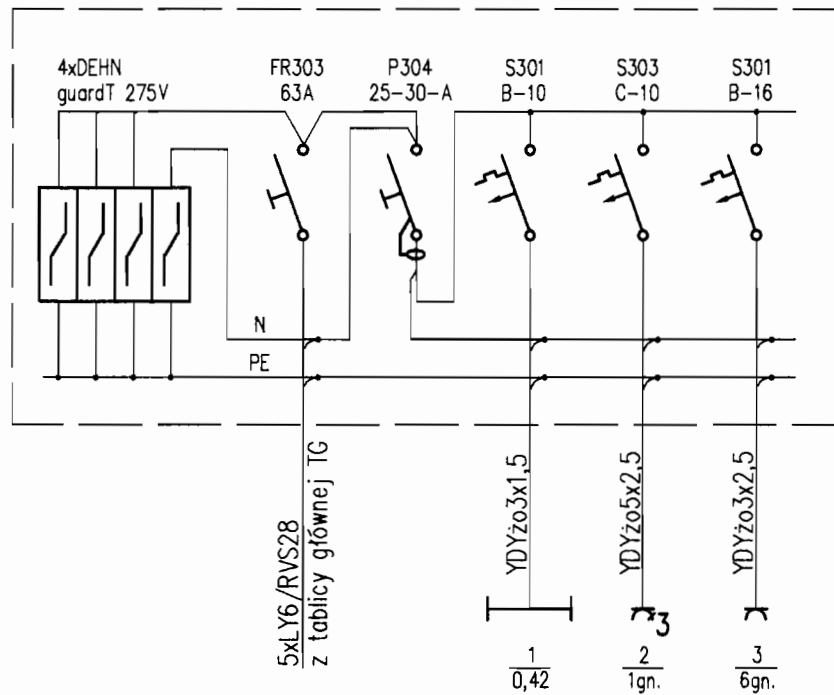 4xDEHN
guardT 275V
FR303
63A
P304
25-30-A
S301
B-10
S303
C-10
S301
B-16
N
PE
5xLY6/RVS28
z tablicy głównej TG
YDYżo3x1,5
YDYżo5x2,5
YDYżo3x2,5
3
1
0,42
2
1gn.
3
6gn.